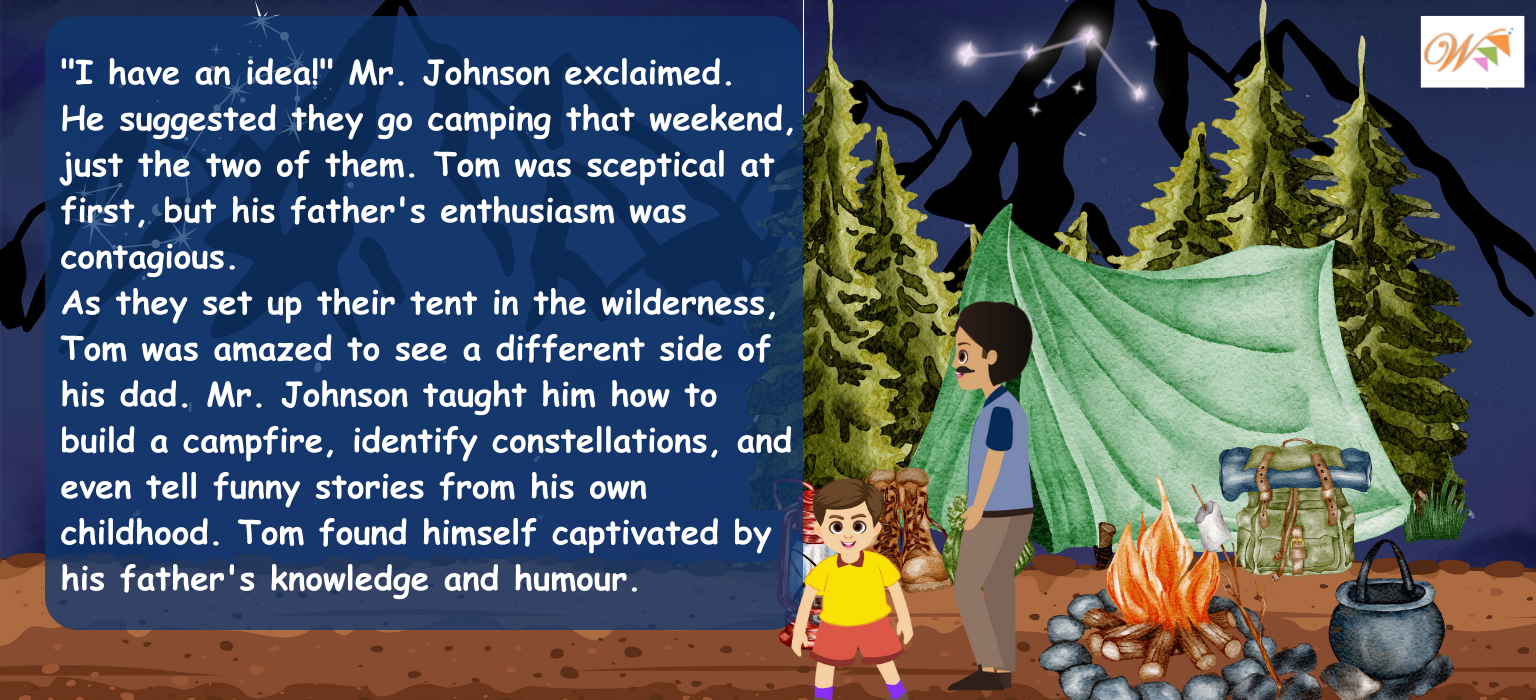 "I have an idea!" Mr. Johnson exclaimed.
He suggested they go camping that weekend,
just the two of them. Tom was sceptical at
first, but his father's enthusiasm was
contagious.
As they set up their tent in the wilderness,
Tom was amazed to see a different side of
his dad. Mr. Johnson taught him how to
build a campfire, identify constellations, and
even tell funny stories from his own
childhood. Tom found himself captivated by
his father's knowledge and humour.
W